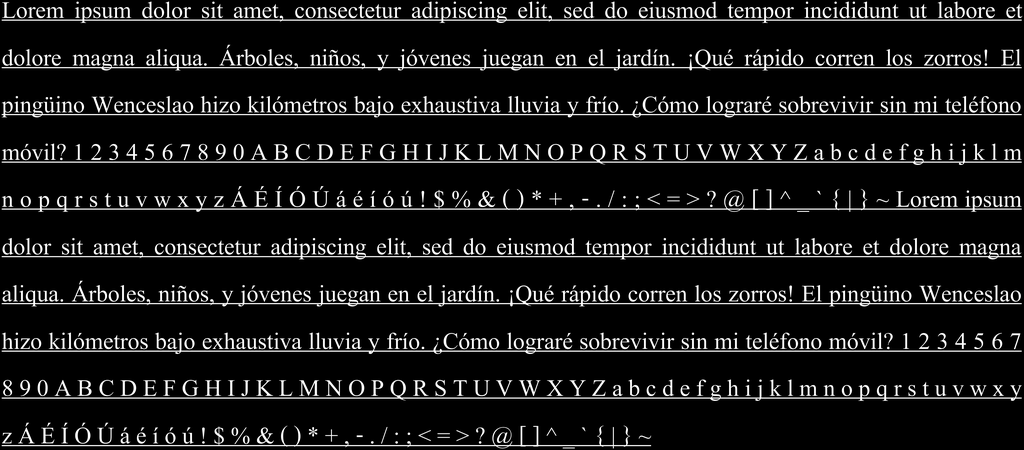 Lorem ipsum dolor sit amet, consectetur adipiscing elit, sed do eiusmod tempor incididunt ut labore et
dolore magna aliqua. Árboles, niños, y jóvenes juegan en el jardín. ¡Qué rápido corren los zorros! El
pingüino Wenceslao hizo kilómetros bajo exhaustiva lluvia y frío. ¿Cómo lograré sobrevivir sin mi teléfono
móvil? 1 2 3 4 5 6 7 8 9 0 A B C D E F G H I J K L M N O P Q R S T U V W X Y Z a b c d e f g h i j k l m
n o p q r s t u v w x y z Á É Í Ó Ú á é í ó ú ! $ % & ( ) * + , - . / : ; < = > ? @ [ ] ^ _ ` { | } ~ Lorem ipsum
dolor sit amet, consectetur adipiscing elit, sed do eiusmod tempor incididunt ut labore et dolore magna
aliqua. Árboles, niños, y jóvenes juegan en el jardín. ¡Qué rápido corren los zorros! El pingüino Wenceslao
hizo kilómetros bajo exhaustiva lluvia y frío. ¿Cómo lograré sobrevivir sin mi teléfono móvil? 1 2 3 4 5 6 7
8 9 0 A B C D E F G H I J K L M N O P Q R S T U V W X Y Z a b c d e f g h i j k l m n o p q r s t u v w x y
z Á É Í Ó Ú á é í ó ú ! $ % & ( ) * + , - . / : ; < = > ? @ [ ] ^ _ ` { | } ~